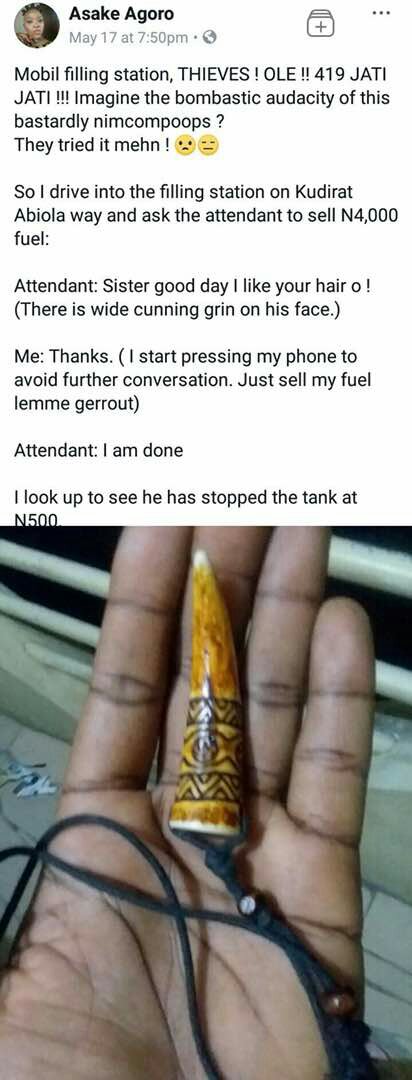 Asake Agoro
May 17 at 7:50pm
Mobil filling station, THIEVES ! OLE !! 419 JATI
JATI !!! Imagine the bombastic audacity of this
bastardly nimcompoops ?
They tried it mehn ! 😟😑
So I drive into the filling station on Kudirat
Abiola way and ask the attendant to sell N4,000
fuel:
Attendant: Sister good day I like your hair o !
(There is wide cunning grin on his face.)
Me: Thanks. ( I start pressing my phone to
avoid further conversation. Just sell my fuel
lemme gerrout)
Attendant: I am done
I look up to see he has stopped the tank at
N500.